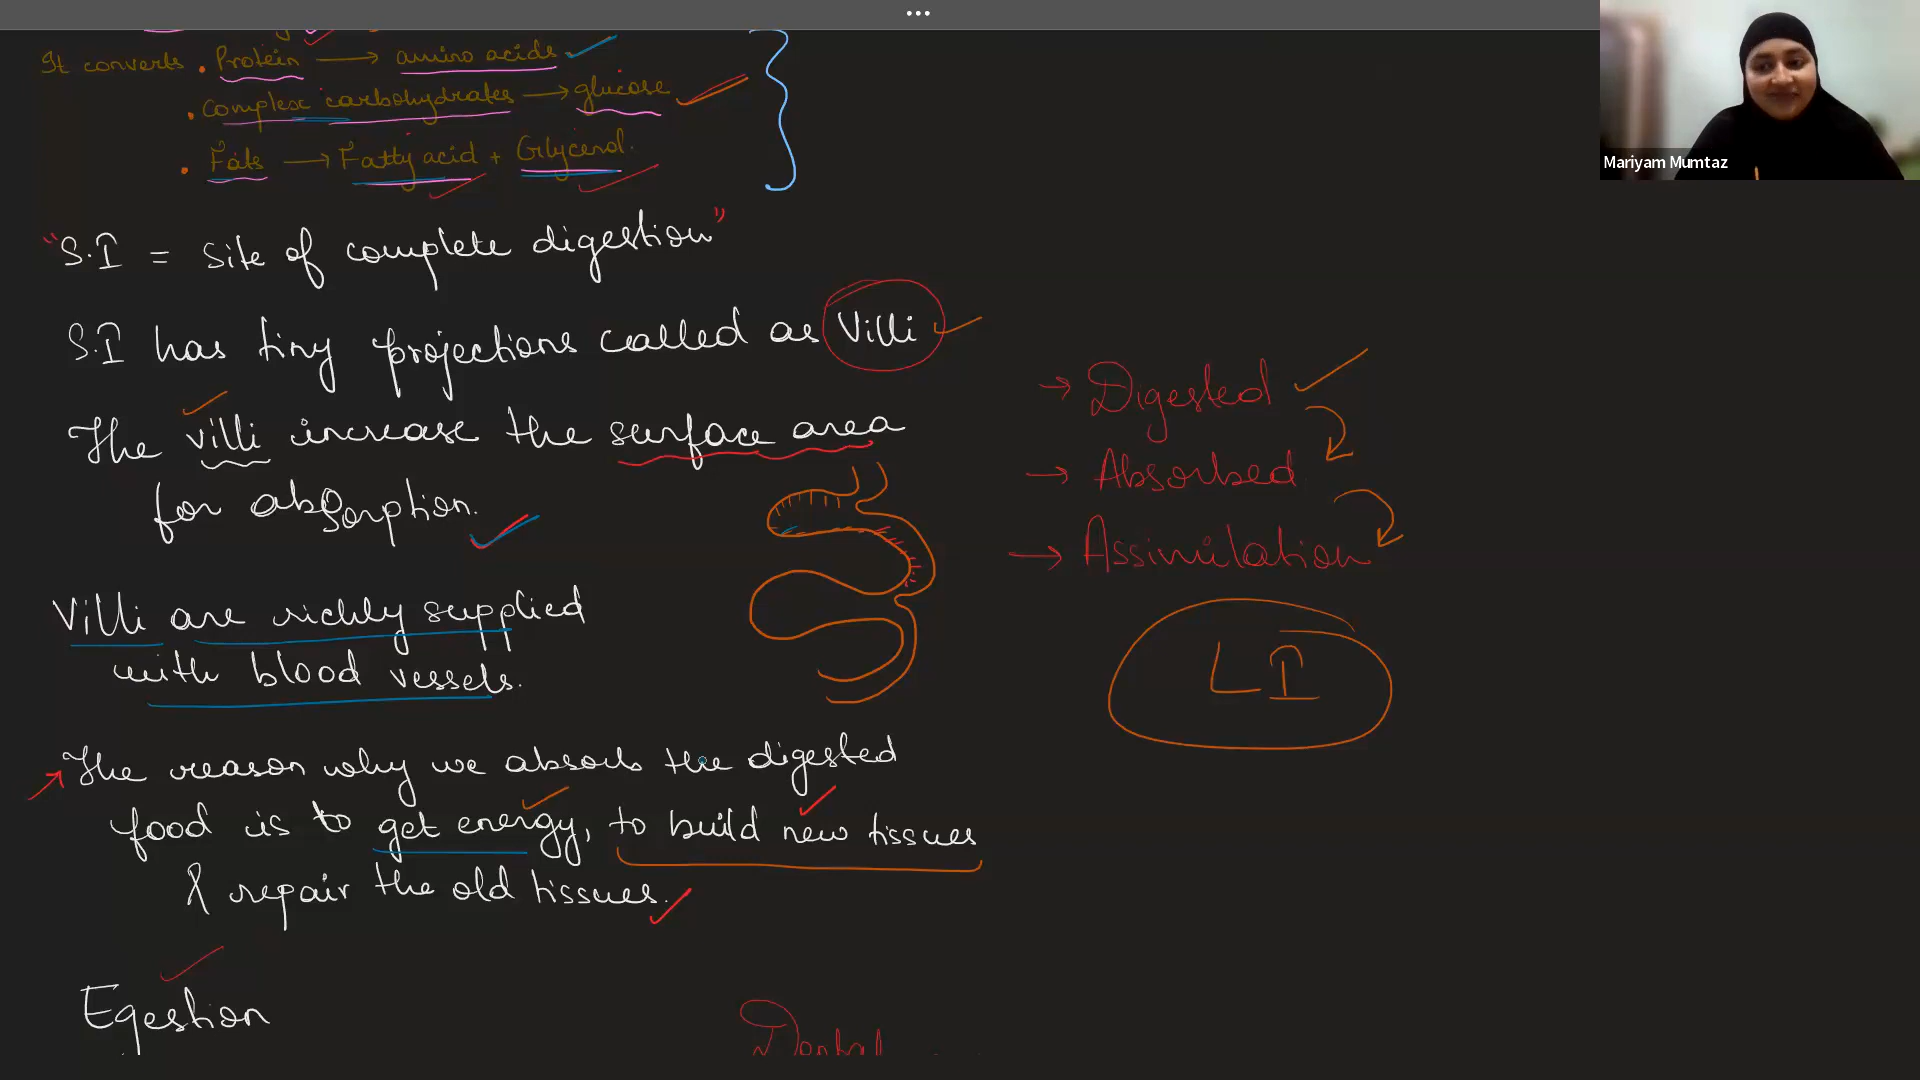 It converts . Protein → amino acids
. complex carbohydrates → glucose
. Fats → Fatty acid + Glycerol.
"S.I = site of complete digestion"
S.I has tiny projections called as Villi
The villi increase the surface area
for absorption.
Villi are richly supplied
with blood vessels.
The reason why we absorb the digested
food is to get energy, to build new tissues
& repair the old tissues.
Egestion
→ Digested
→ Absorbed
→ Assimilation
LI
Mariyam Mumtaz